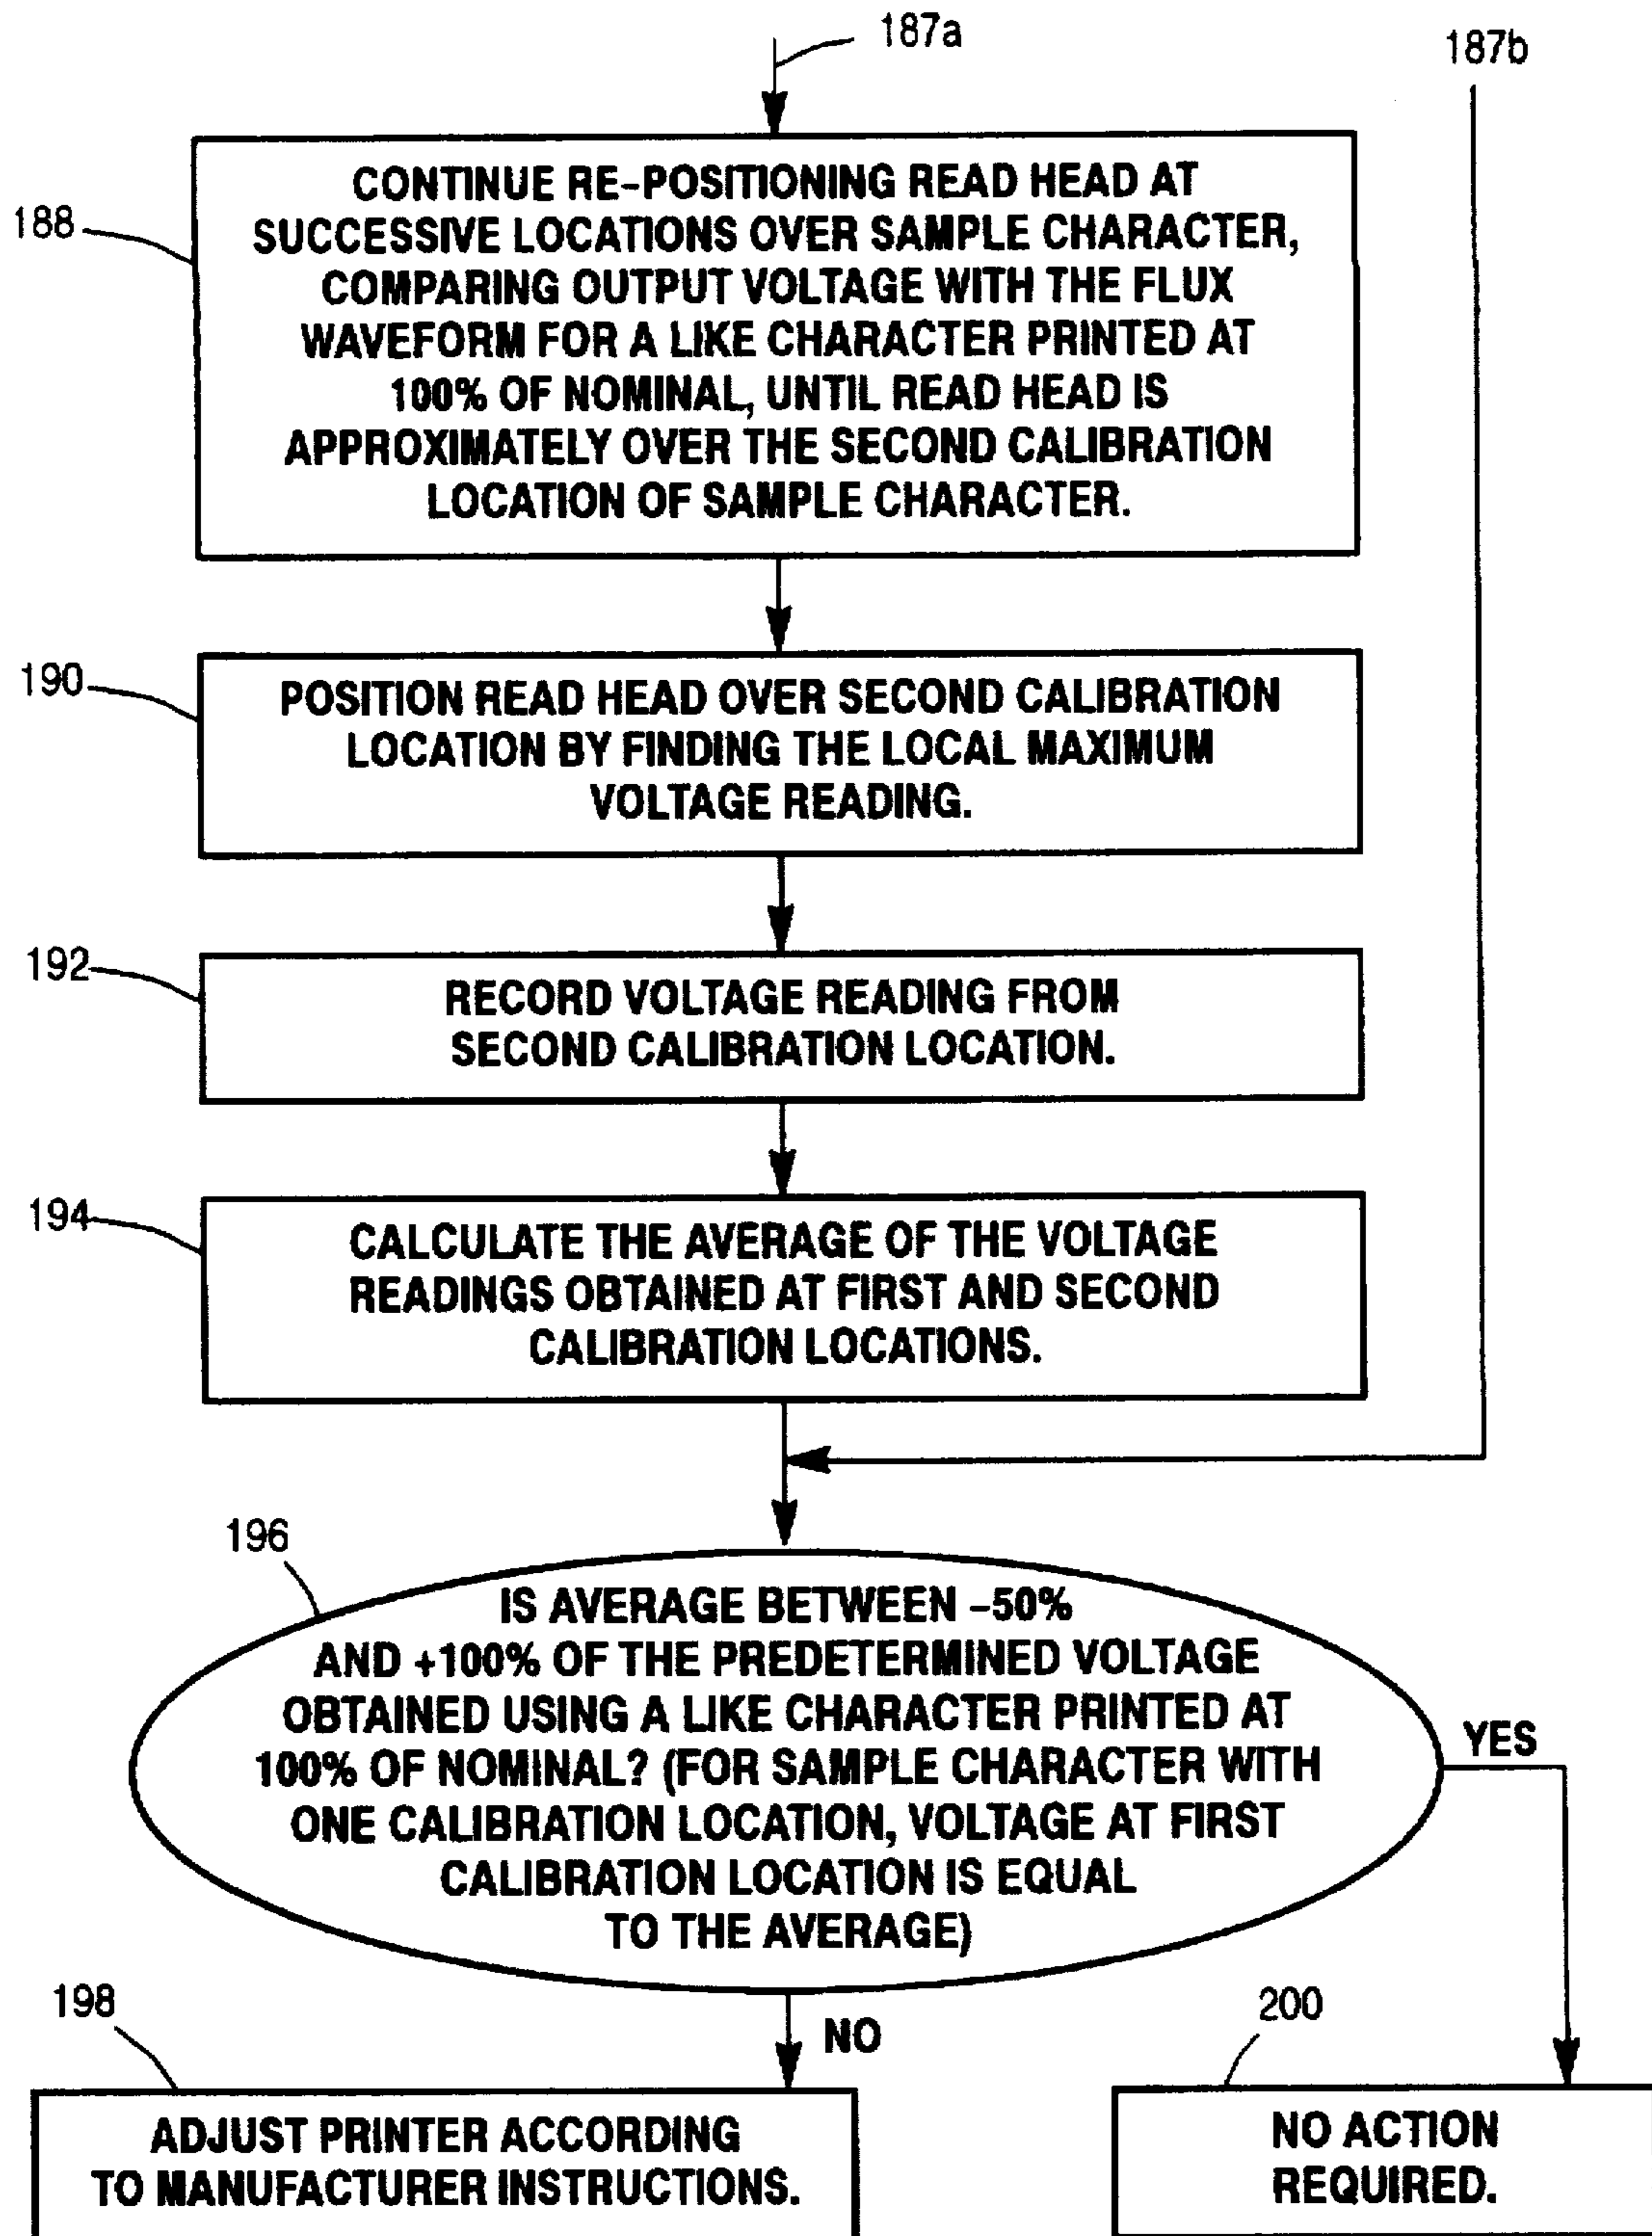 187a
187b
188
CONTINUE RE-POSITIONING READ HEAD AT
SUCCESSIVE LOCATIONS OVER SAMPLE CHARACTER,
COMPARING OUTPUT VOLTAGE WITH THE FLUX
WAVEFORM FOR A LIKE CHARACTER PRINTED AT
100% OF NOMINAL, UNTIL READ HEAD IS
APPROXIMATELY OVER THE SECOND CALIBRATION
LOCATION OF SAMPLE CHARACTER.
190
POSITION READ HEAD OVER SECOND CALIBRATION
LOCATION BY FINDING THE LOCAL MAXIMUM
VOLTAGE READING.
192
RECORD VOLTAGE READING FROM
SECOND CALIBRATION LOCATION.
194
CALCULATE THE AVERAGE OF THE VOLTAGE
READINGS OBTAINED AT FIRST AND SECOND
CALIBRATION LOCATIONS.
196
IS AVERAGE BETWEEN -50%
AND +100% OF THE PREDETERMINED VOLTAGE
OBTAINED USING A LIKE CHARACTER PRINTED AT
100% OF NOMINAL? (FOR SAMPLE CHARACTER WITH
ONE CALIBRATION LOCATION, VOLTAGE AT FIRST
CALIBRATION LOCATION IS EQUAL
TO THE AVERAGE)
YES
NO
198
ADJUST PRINTER ACCORDING
TO MANUFACTURER INSTRUCTIONS.
200
NO ACTION
REQUIRED.